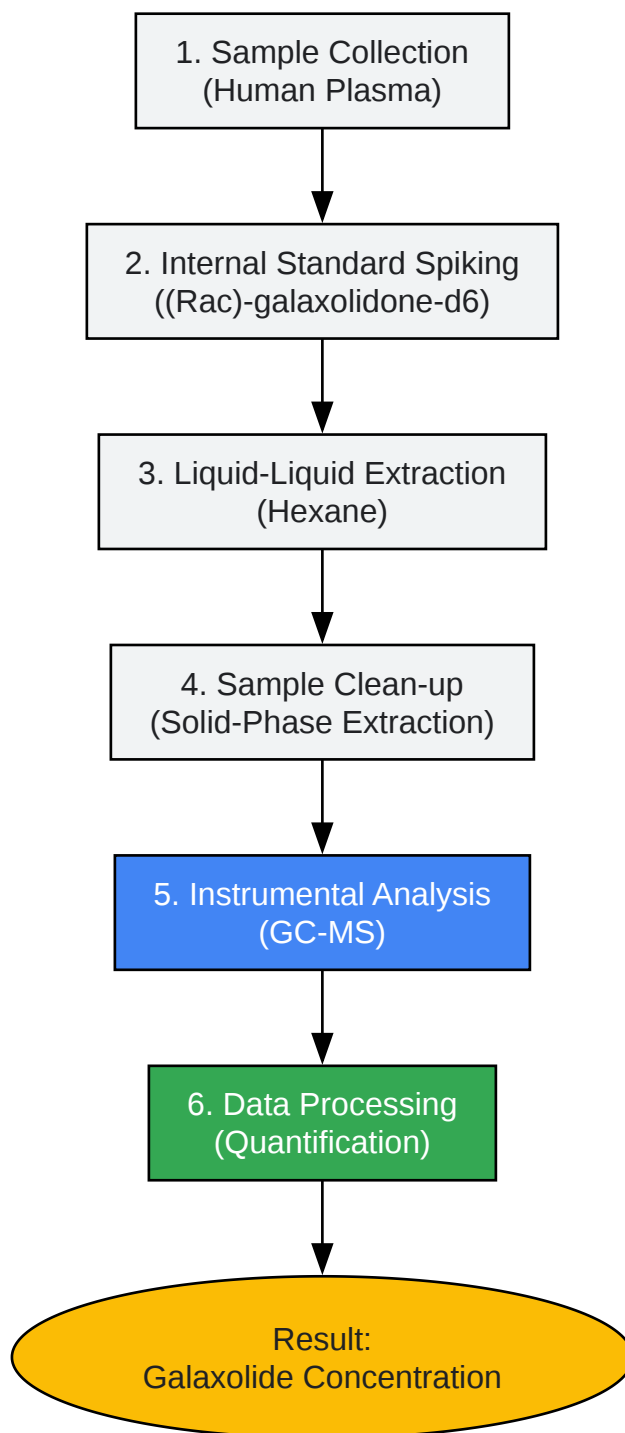 1. Sample Collection
(Human Plasma)
2. Internal Standard Spiking
((Rac)-galaxolidone-d6)
3. Liquid-Liquid Extraction
(Hexane)
4. Sample Clean-up
(Solid-Phase Extraction)
5. Instrumental Analysis
(GC-MS)
6. Data Processing
(Quantification)
Result:
Galaxolide Concentration